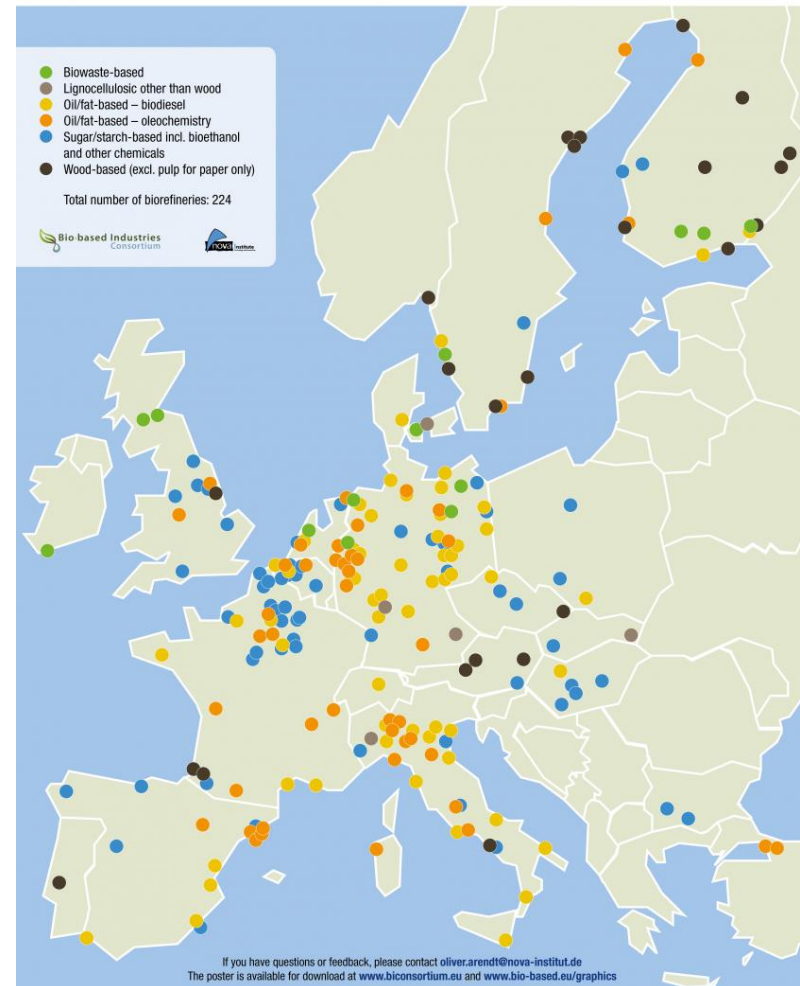 Biowaste-based
Lignocellulosic other than wood
Oil/fat-based – biodiesel
Oil/fat-based – oleochemistry
Sugar/starch-based incl. bioethanol
and other chemicals
Wood-based (excl. pulp for paper only)
Total number of biorefineries: 224
Bio-based Industries
Consortium
nova Institute
If you have questions or feedback, please contact oliver.arendt@nova-institut.de
The poster is available for download at www.biconsortium.eu and www.bio-based.eu/graphics